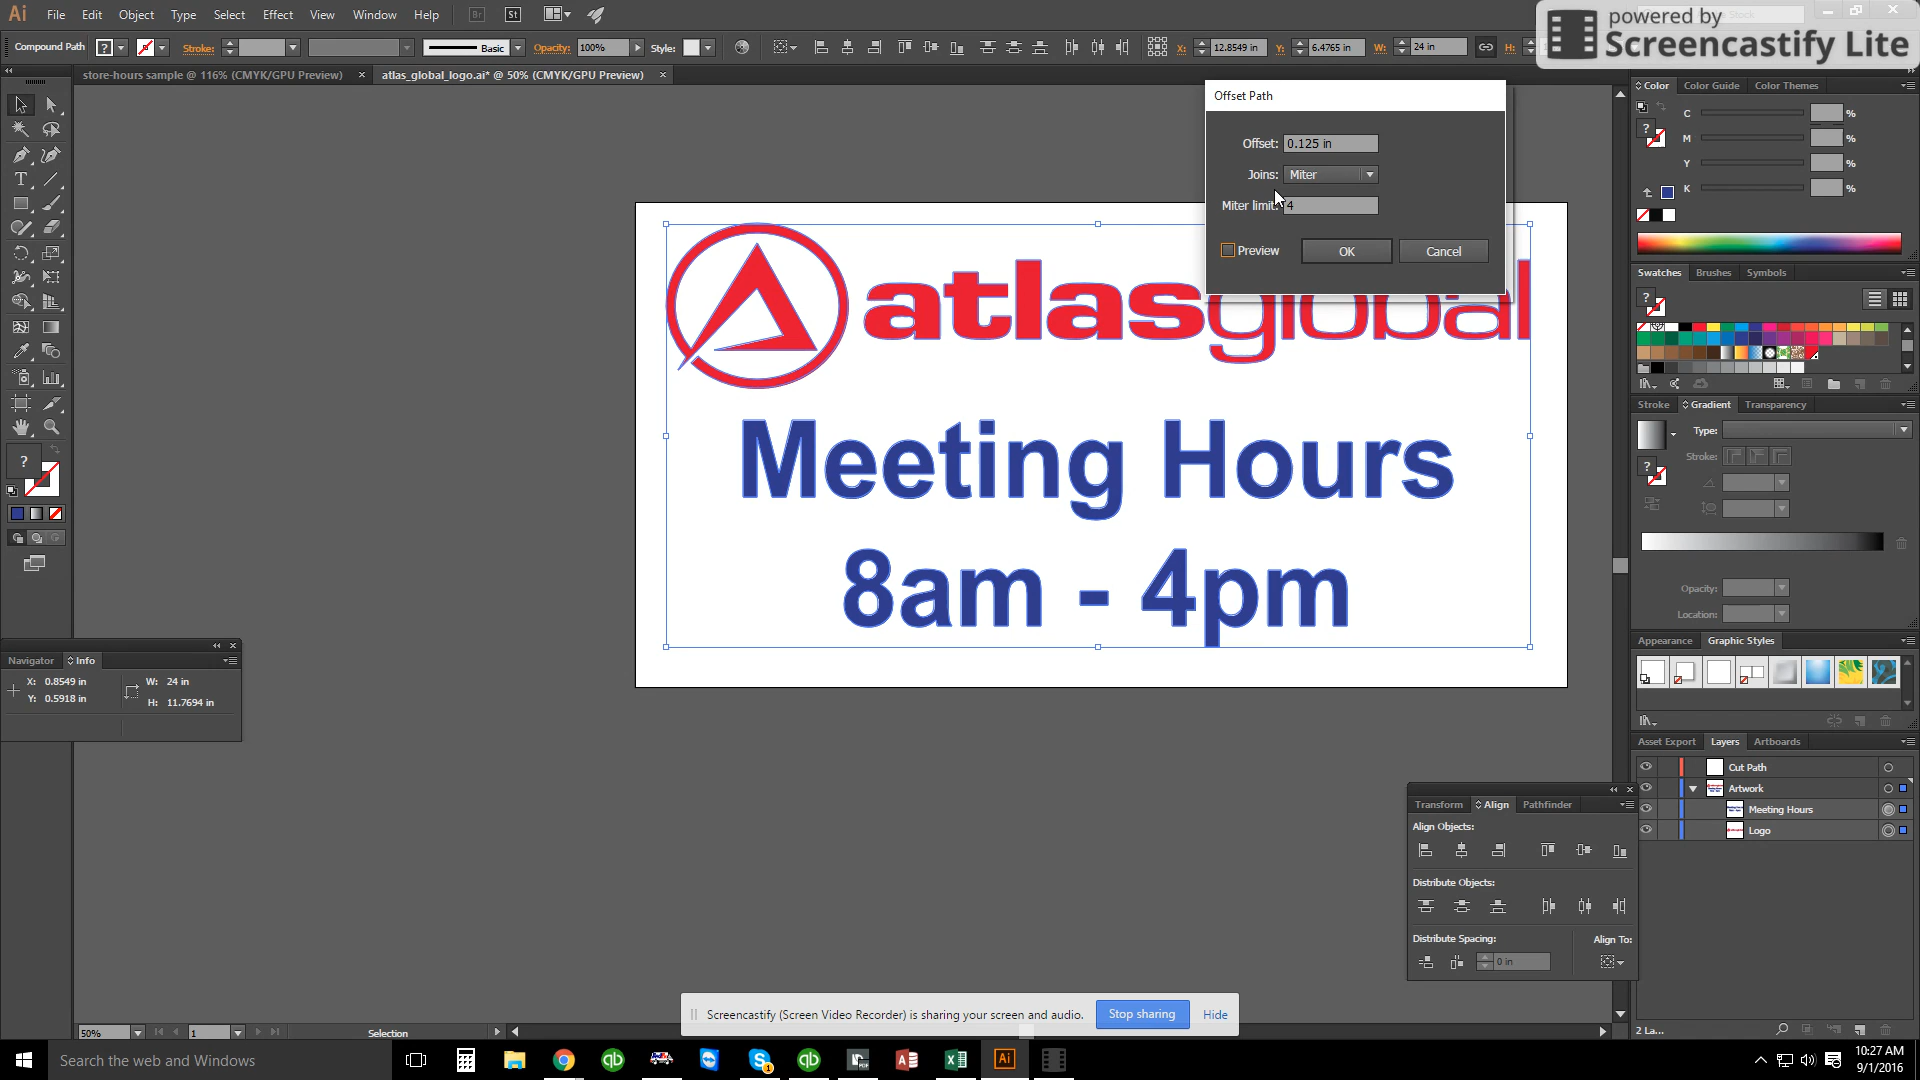 Ai File Edit Object Type Select Effect View Window Help Br St
powered by
Screencastify Lite
Compound Path ? Stroke: Basic Opacity: 100% Style: X: 12.8549 in Y: 6.4765 in W: 24 in H:
store-hours sample @ 116% (CMYK/GPU Preview) × atlas_global_logo.ai* @ 50% (CMYK/GPU Preview) ×
Offset Path
Offset: 0.125 in
Joins: Miter
Miter limit: 4
Preview OK Cancel
atlasglobal
Meeting Hours
8am - 4pm
Color Color Guide Color Themes
C %
M %
Y %
K %
Swatches Brushes Symbols
Stroke Gradient Transparency
Type:
Stroke:
Opacity:
Location:
Appearance Graphic Styles
Asset Export Layers Artboards
Cut Path
Artwork
Meeting Hours
Logo
2 La...
Navigator Info
X: 0.8549 in W: 24 in
Y: 0.5918 in H: 11.7694 in
Transform Align Pathfinder
Align Objects:
Distribute Objects:
Distribute Spacing: Align To:
0 in
50% 1 Selection
Screencastify (Screen Video Recorder) is sharing your screen and audio. Stop sharing Hide
Search the web and Windows
10:27 AM
9/1/2016